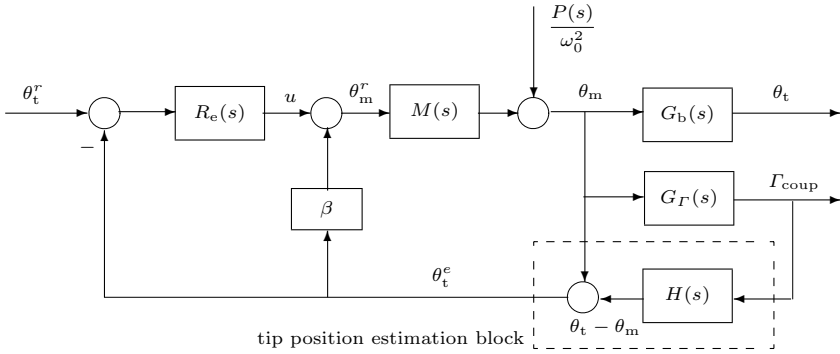 P(s)
ω₀²
θₜʳ
Rₑ(s)
u
θₘʳ
M(s)
θₘ
G_b(s)
θₜ
−
β
G_Γ(s)
Γ_coup
θₜᵉ
H(s)
θₜ − θₘ
tip position estimation block